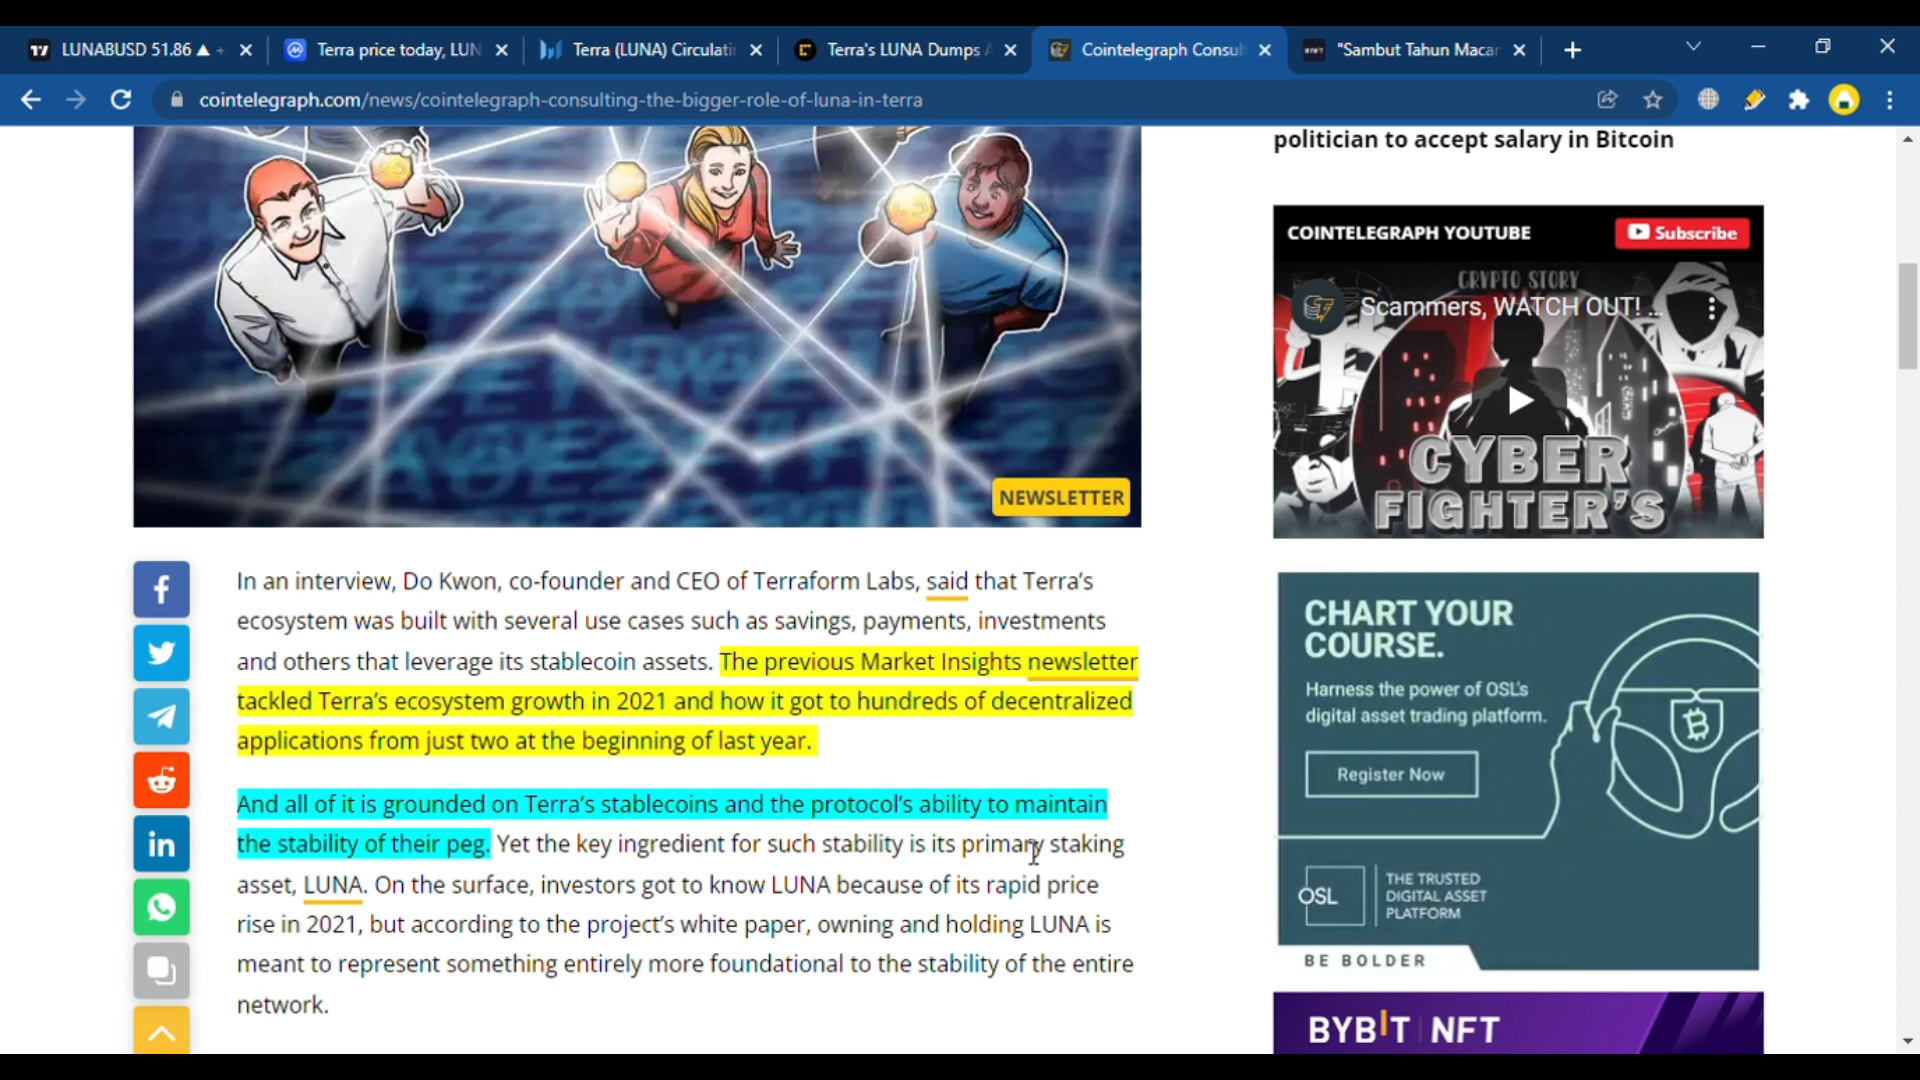 LUNABUSD 51.86 ▲ +
Terra price today, LUN
Terra (LUNA) Circulatin
Terra's LUNA Dumps A
Cointelegraph Consult
"Sambut Tahun Macan
cointelegraph.com/news/cointelegraph-consulting-the-bigger-role-of-luna-in-terra
NEWSLETTER
In an interview, Do Kwon, co-founder and CEO of Terraform Labs, said that Terra's
ecosystem was built with several use cases such as savings, payments, investments
and others that leverage its stablecoin assets. The previous Market Insights newsletter
tackled Terra's ecosystem growth in 2021 and how it got to hundreds of decentralized
applications from just two at the beginning of last year.
And all of it is grounded on Terra's stablecoins and the protocol's ability to maintain
the stability of their peg. Yet the key ingredient for such stability is its primary staking
asset, LUNA. On the surface, investors got to know LUNA because of its rapid price
rise in 2021, but according to the project's white paper, owning and holding LUNA is
meant to represent something entirely more foundational to the stability of the entire
network.
politician to accept salary in Bitcoin
COINTELEGRAPH YOUTUBE
Subscribe
CRYPTO STORY
Scammers, WATCH OUT! ...
CYBER
FIGHTER'S
CHART YOUR
COURSE.
Harness the power of OSL's
digital asset trading platform.
Register Now
OSL
THE TRUSTED
DIGITAL ASSET
PLATFORM
BE BOLDER
BYBIT NFT